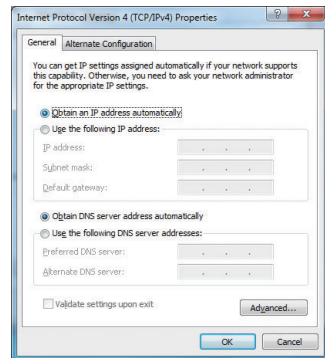 Internet Protocol Version 4 (TCP/IPv4) Properties
General
Alternate Configuration
You can get IP settings assigned automatically if your network supports
this capability. Otherwise, you need to ask your network administrator
for the appropriate IP settings.
Obtain an IP address automatically
Use the following IP address:
IP address:
Subnet mask:
Default gateway:
Obtain DNS server address automatically
Use the following DNS server addresses:
Preferred DNS server:
Alternate DNS server:
Validate settings upon exit
Advanced...
OK
Cancel